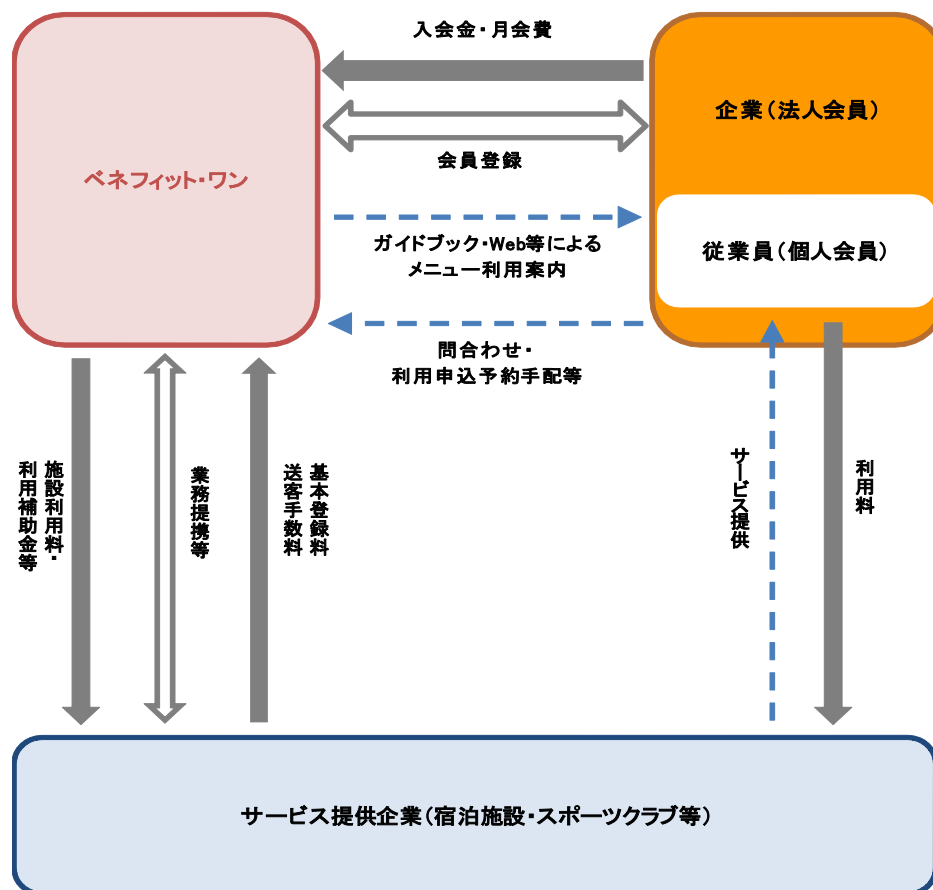 入会金・月会費
企業（法人会員）
会員登録
ベネフィット・ワン
ガイドブック・Web等による
メニュー利用案内
従業員（個人会員）
問合わせ・
利用申込予約手配等
施設利用料・
利用補助金等
業務提携等
基本登録料
送客手数料
サービス提供
利用料
サービス提供企業（宿泊施設・スポーツクラブ等）